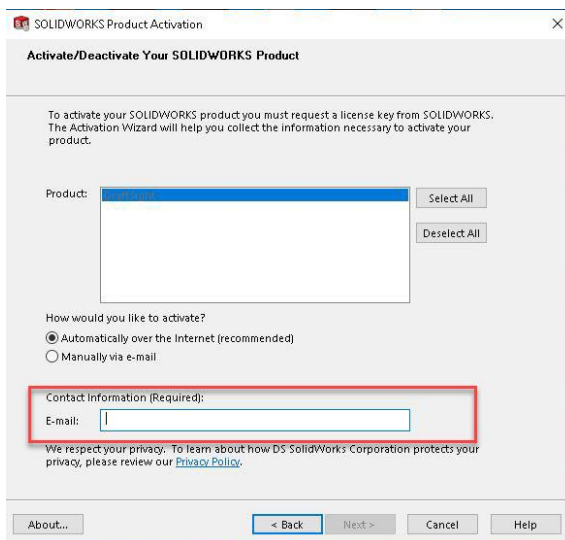 SOLIDWORKS Product Activation
Activate/Deactivate Your SOLIDWORKS Product
To activate your SOLIDWORKS product you must request a license key from SOLIDWORKS.
The Activation Wizard will help you collect the information necessary to activate your
product.
Product:
DraftSight
Select All
Deselect All
How would you like to activate?
Automatically over the Internet (recommended)
Manually via e-mail
Contact Information (Required):
E-mail:
We respect your privacy. To learn about how DS SolidWorks Corporation protects your
privacy, please review our Privacy Policy.
About... < Back Next > Cancel Help